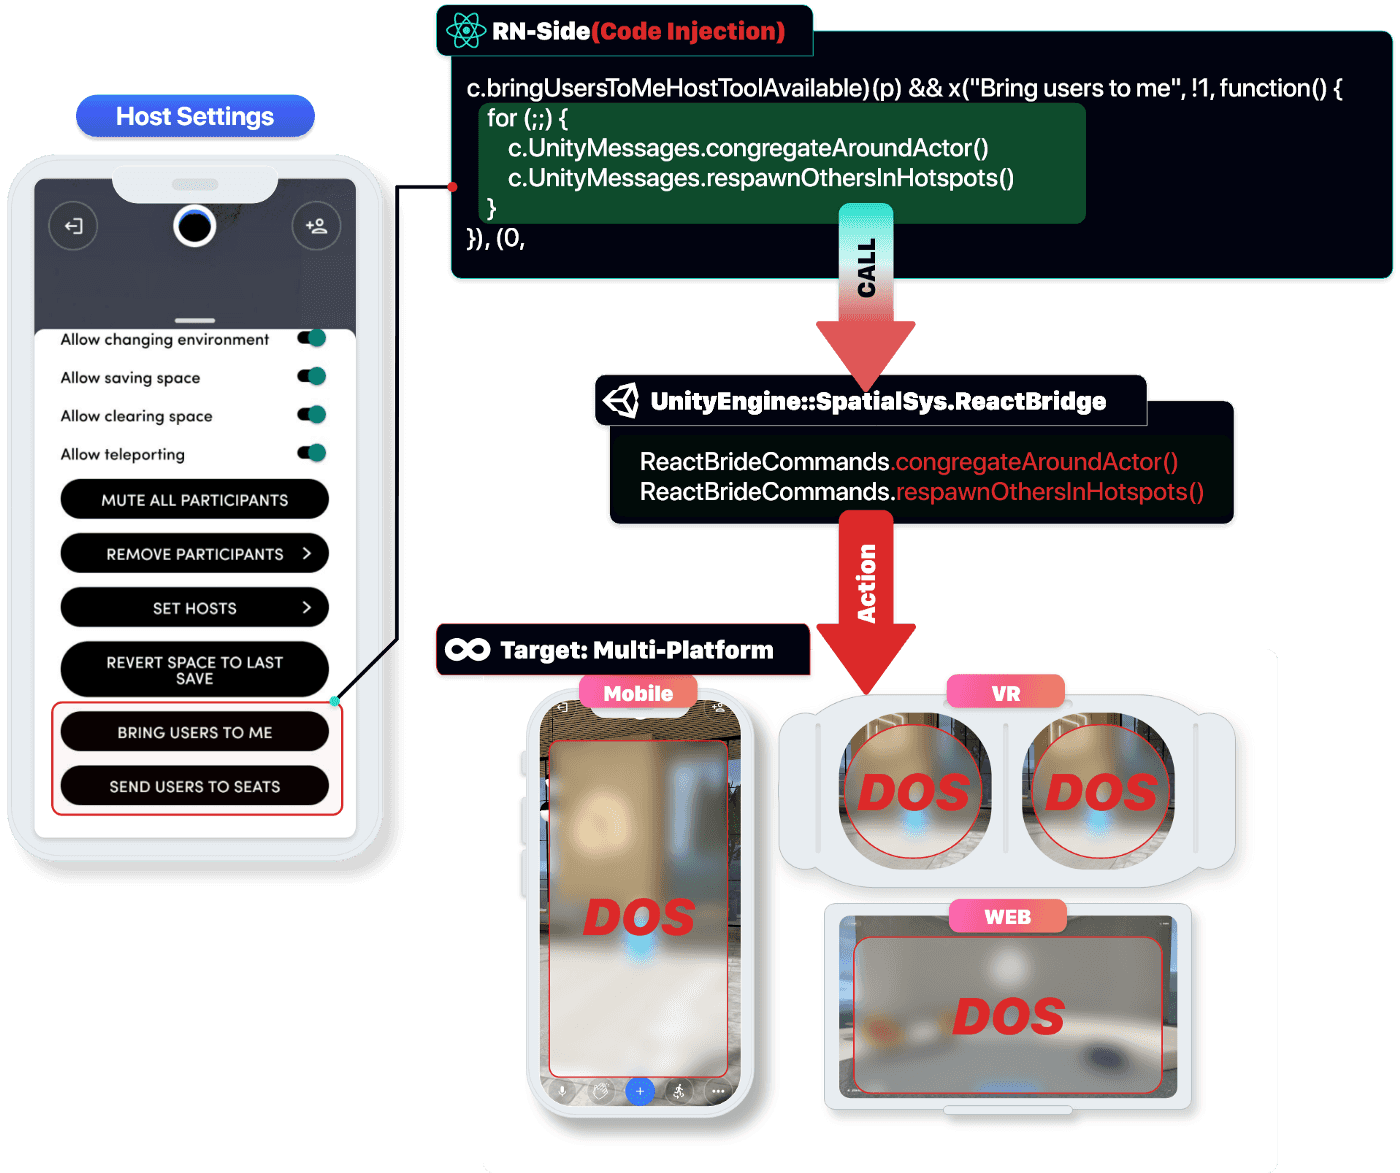 RN-Side(Code Injection)
c.bringUsersToMeHostToolAvailable)(p) && x("Bring users to me", !1, function() {
for (;;) {
c.UnityMessages.congregateAroundActor()
c.UnityMessages.respawnOthersInHotspots()
}
}), (0,
CALL
Host Settings
Allow changing environment
Allow saving space
Allow clearing space
Allow teleporting
MUTE ALL PARTICIPANTS
REMOVE PARTICIPANTS >
SET HOSTS >
REVERT SPACE TO LAST
SAVE
BRING USERS TO ME
SEND USERS TO SEATS
UnityEngine::SpatialSys.ReactBridge
ReactBrideCommands.congregateAroundActor()
ReactBrideCommands.respawnOthersInHotspots()
Action
Target: Multi-Platform
Mobile
DOS
VR
DOS
DOS
WEB
DOS